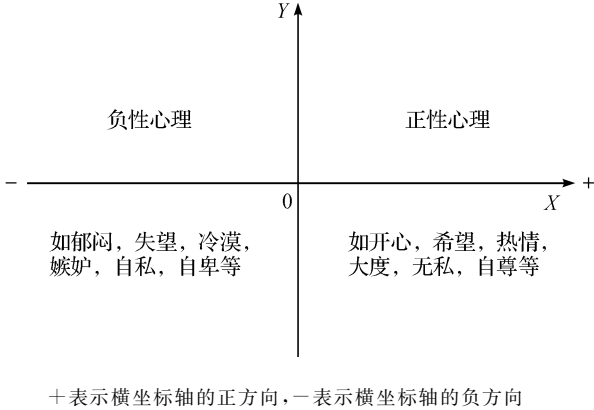 Y
负性心理
正性心理
−
+
0
X
如郁闷，失望，冷漠，
嫉妒，自私，自卑等
如开心，希望，热情，
大度，无私，自尊等
＋表示横坐标轴的正方向，－表示横坐标轴的负方向